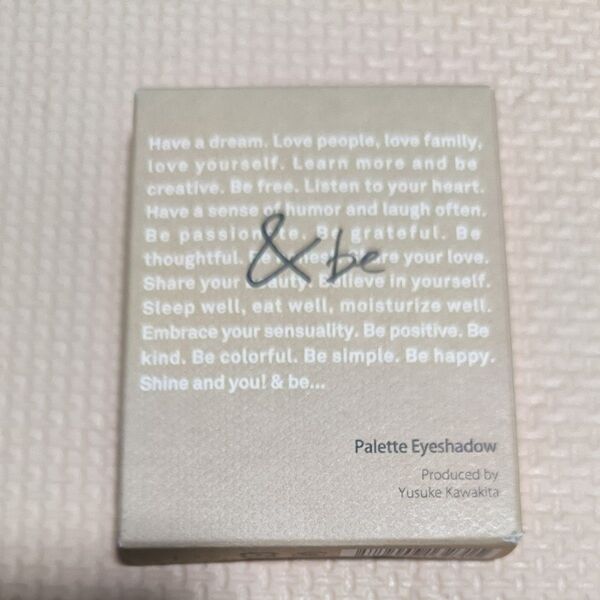 Have a dream. Love people, love family,
love yourself. Learn more and be
creative. Be free. Listen to your heart.
Have a sense of humor and laugh often.
Be passionate. Be grateful. Be
thoughtful. Be honest. Share your love.
Share your beauty. Believe in yourself.
Sleep well, eat well, moisturize well.
Embrace your sensuality. Be positive. Be
kind. Be colorful. Be simple. Be happy.
Shine and you! & be...
& be
Palette Eyeshadow
Produced by
Yusuke Kawakita